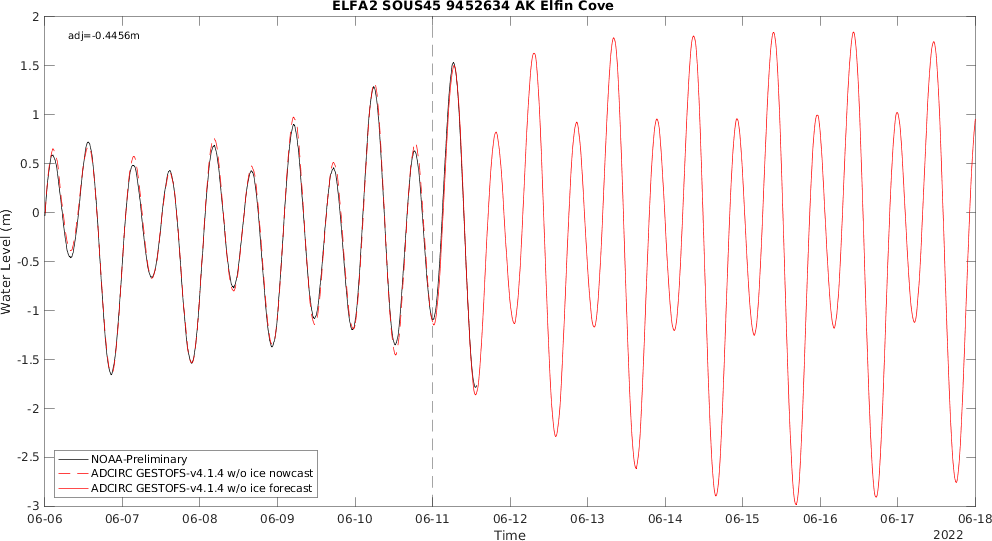 ELFA2 SOUS45 9452634 AK Elfin Cove
adj=-0.4456m
2
1.5
1
0.5
0
-0.5
-1
-1.5
-2
-2.5
-3
Water Level (m)
NOAA-Preliminary
ADCIRC GESTOFS-v4.1.4 w/o ice nowcast
ADCIRC GESTOFS-v4.1.4 w/o ice forecast
06-06 06-07 06-08 06-09 06-10 06-11 06-12 06-13 06-14 06-15 06-16 06-17 06-18
Time
2022